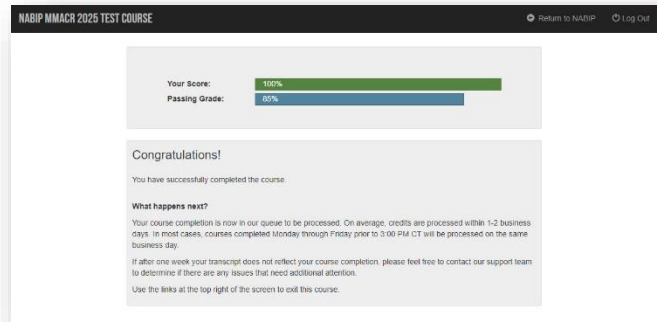 NABIP MMACR 2025 TEST COURSE
Return to NABIP
Log Out
Your Score: 100%
Passing Grade: 85%
Congratulations!
You have successfully completed the course.
What happens next?
Your course completion is now in our queue to be processed. On average, credits are processed within 1-2 business
days. In most cases, courses completed Monday through Friday prior to 3:00 PM CT will be processed on the same
business day.
If after one week your transcript does not reflect your course completion, please feel free to contact our support team
to determine if there are any issues that need additional attention.
Use the links at the top right of the screen to exit this course.